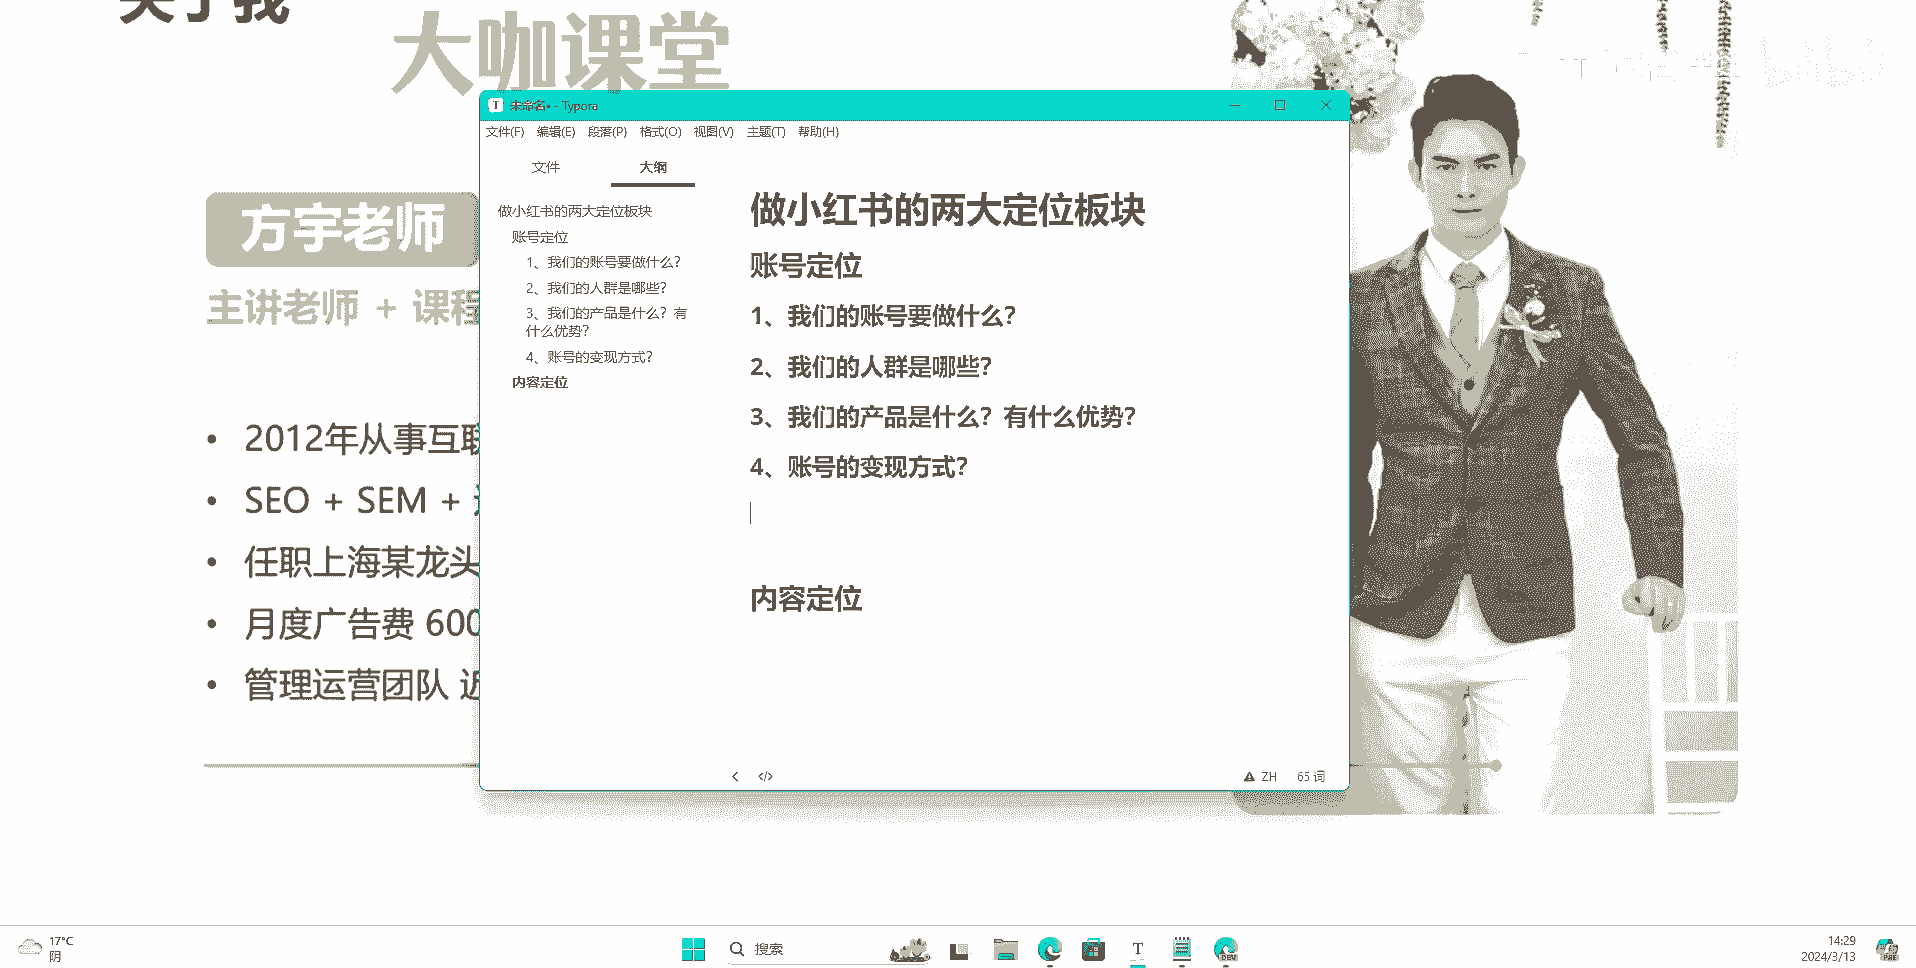 关于我
大咖课堂
方宇老师
主讲老师 + 课程
• 2012年从事互联
• SEO + SEM +
• 任职上海某龙头
• 月度广告费 600
• 管理运营团队 近
未命名• - Typora
文件(F) 编辑(E) 段落(P) 格式(O) 视图(V) 主题(T) 帮助(H)
文件 大纲
做小红书的两大定位板块
账号定位
1、我们的账号要做什么?
2、我们的人群是哪些?
3、我们的产品是什么? 有
什么优势?
4、账号的变现方式?
内容定位
做小红书的两大定位板块
账号定位
1、我们的账号要做什么?
2、我们的人群是哪些?
3、我们的产品是什么? 有什么优势?
4、账号的变现方式?
内容定位
</> ZH 65 词
17°C
阴
搜索
T
DEV
14:29
2024/3/13
PRE
bilibili